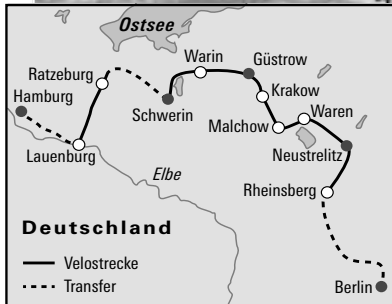 Ostsee
Warin
Güstrow
Ratzeburg
Hamburg
Krakow
Schwerin
Waren
Malchow
Lauenburg
Neustrelitz
Elbe
Rheinsberg
Deutschland
Velostrecke
Transfer
Berlin